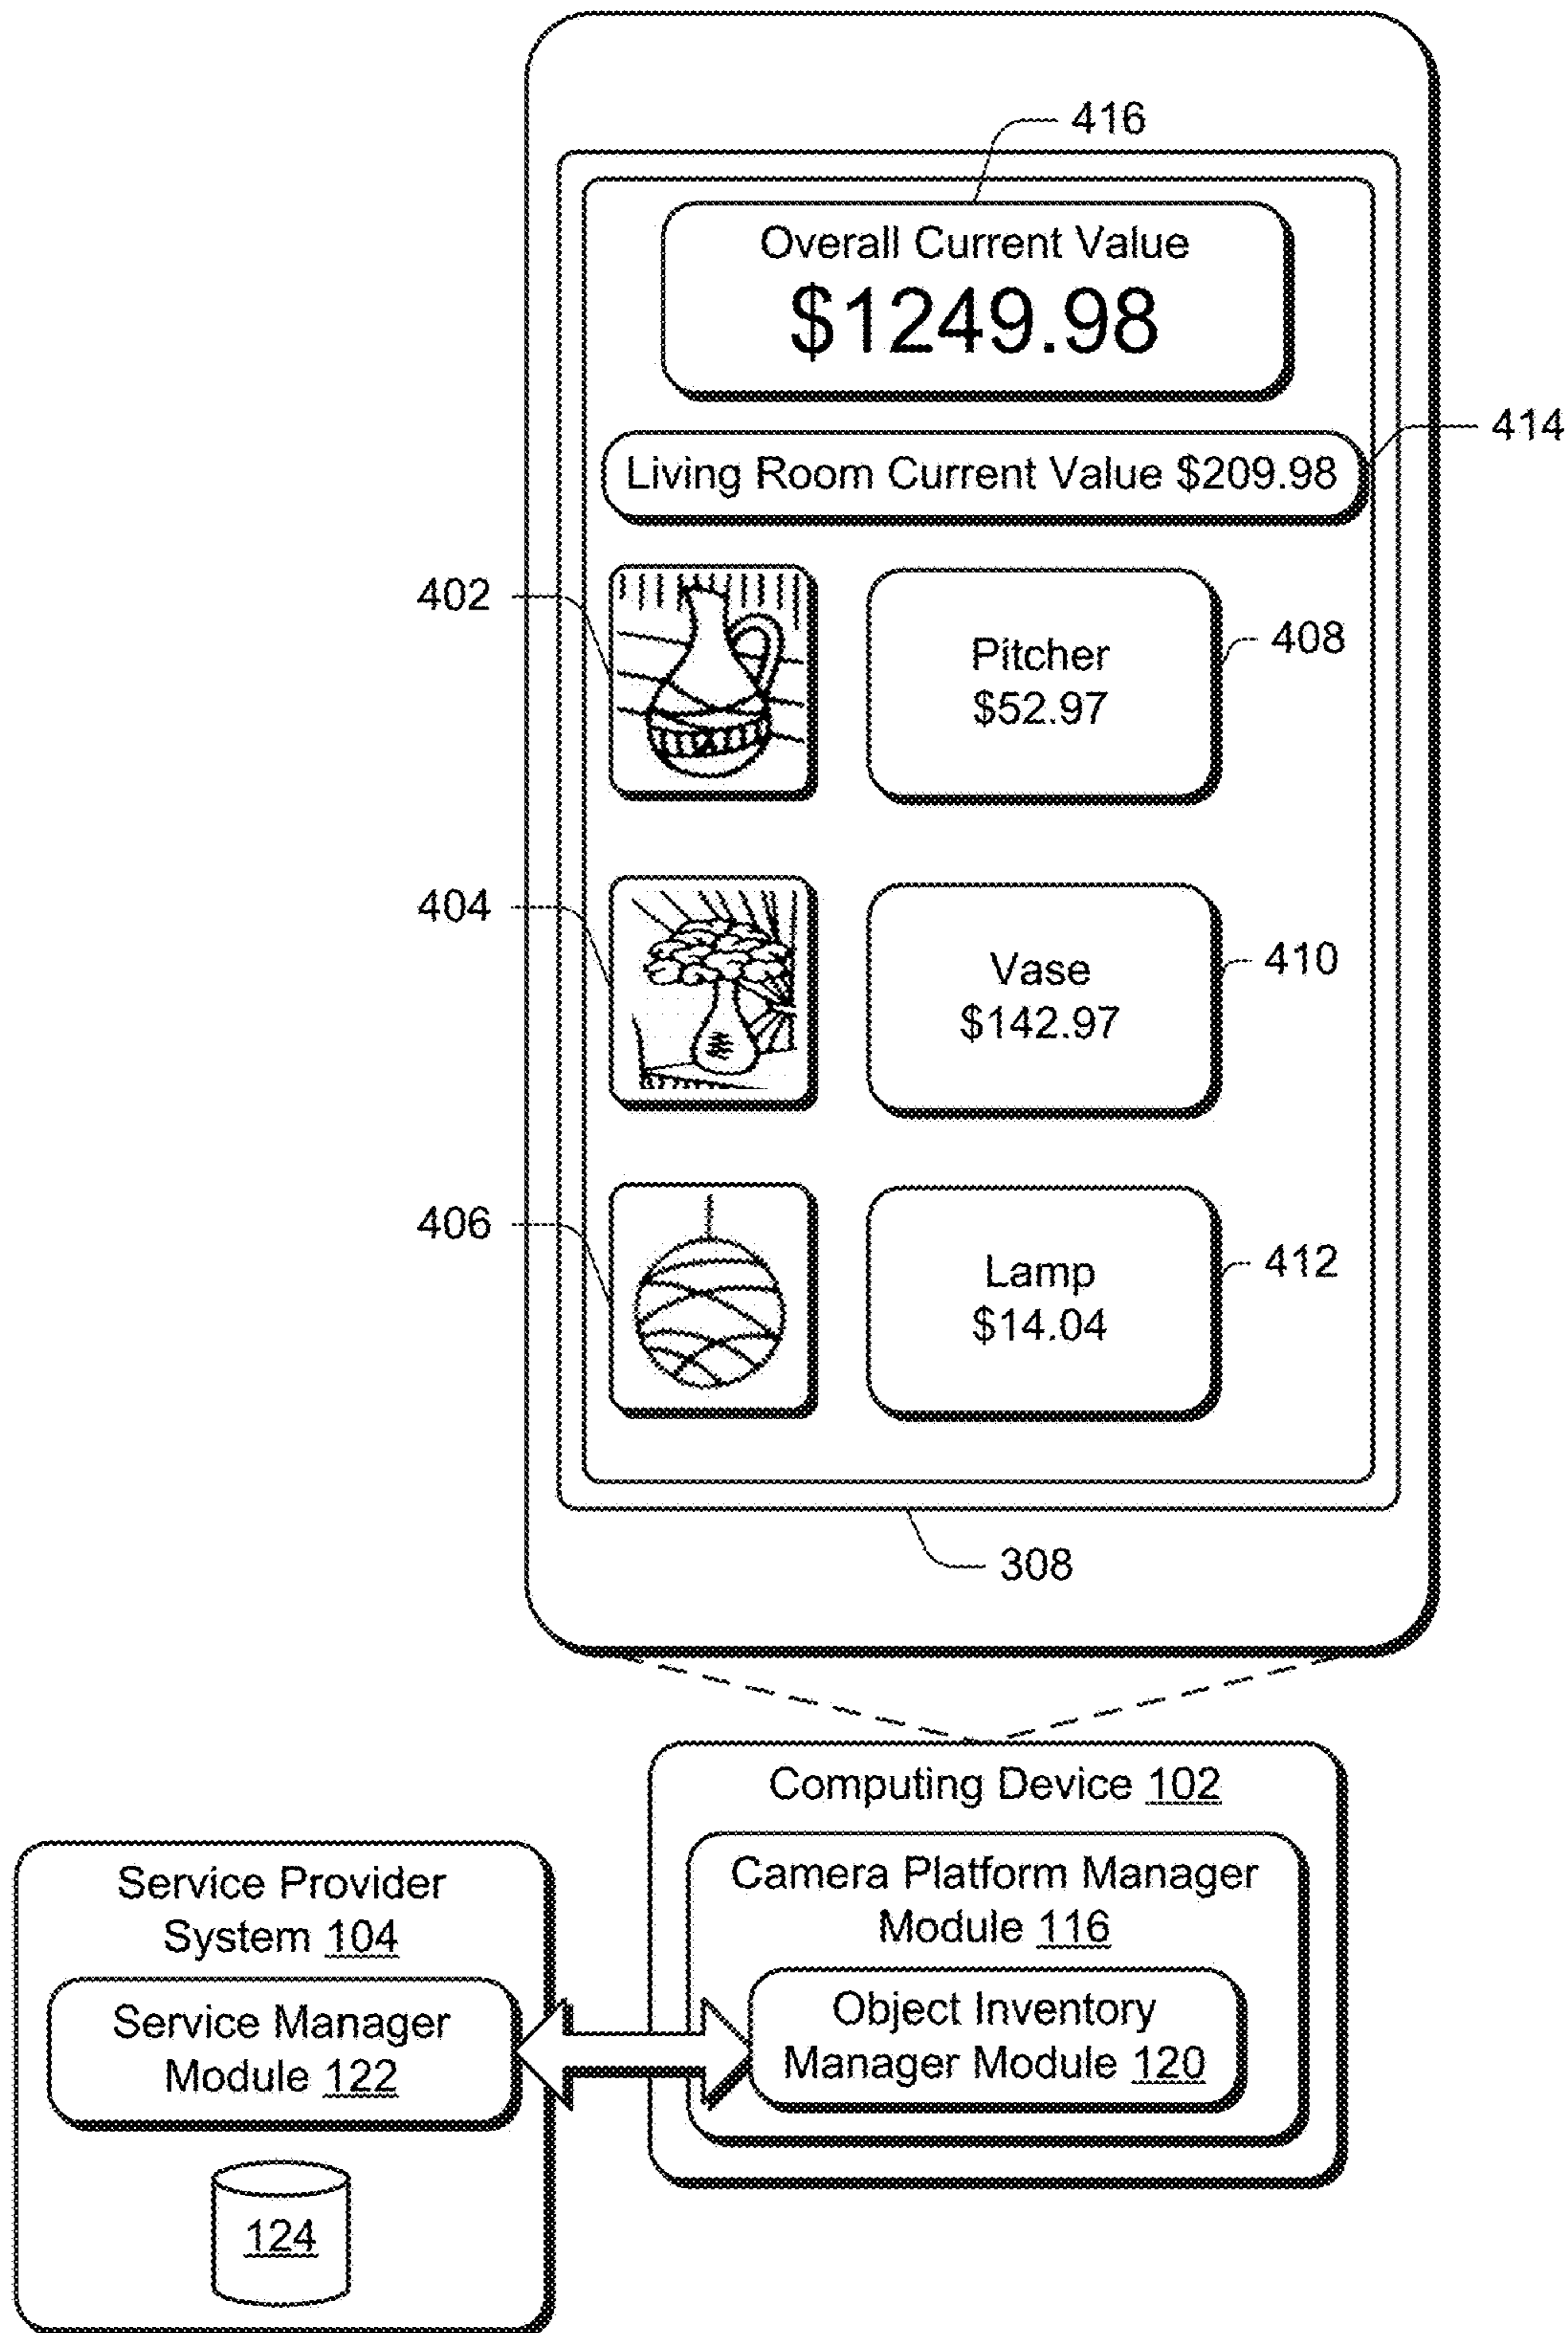 416
Overall Current Value
$1249.98
414
Living Room Current Value $209.98
402
Pitcher
$52.97
408
404
Vase
$142.97
410
406
Lamp
$14.04
412
308
Computing Device 102
Camera Platform Manager
Module 116
Object Inventory
Manager Module 120
Service Provider
System 104
Service Manager
Module 122
124